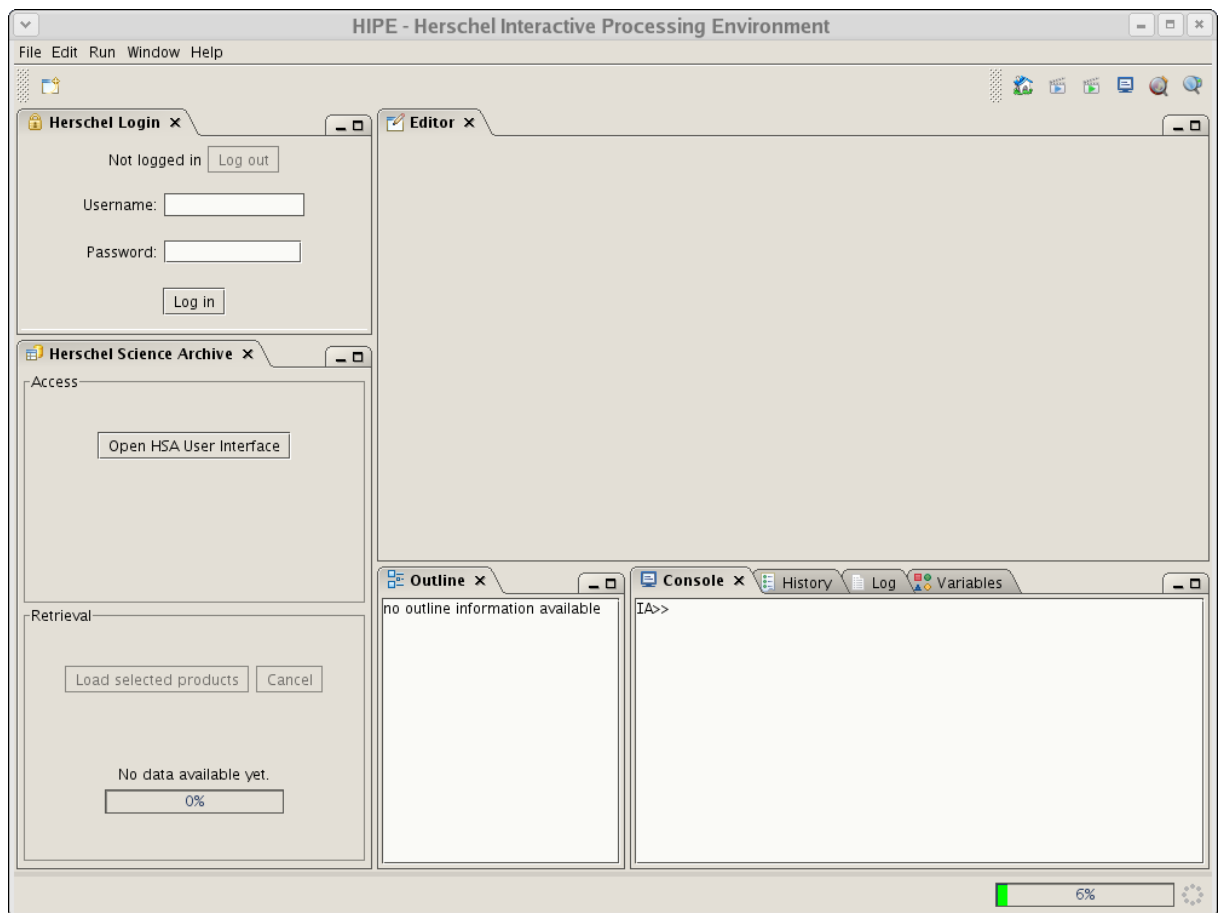 HIPE - Herschel Interactive Processing Environment
File Edit Run Window Help
Herschel Login
Not logged in Log out
Username:
Password:
Log in
Herschel Science Archive
Access
Open HSA User Interface
Retrieval
Load selected products Cancel
No data available yet.
0%
Editor
Outline
no outline information available
Console History Log Variables
IA>>
6%